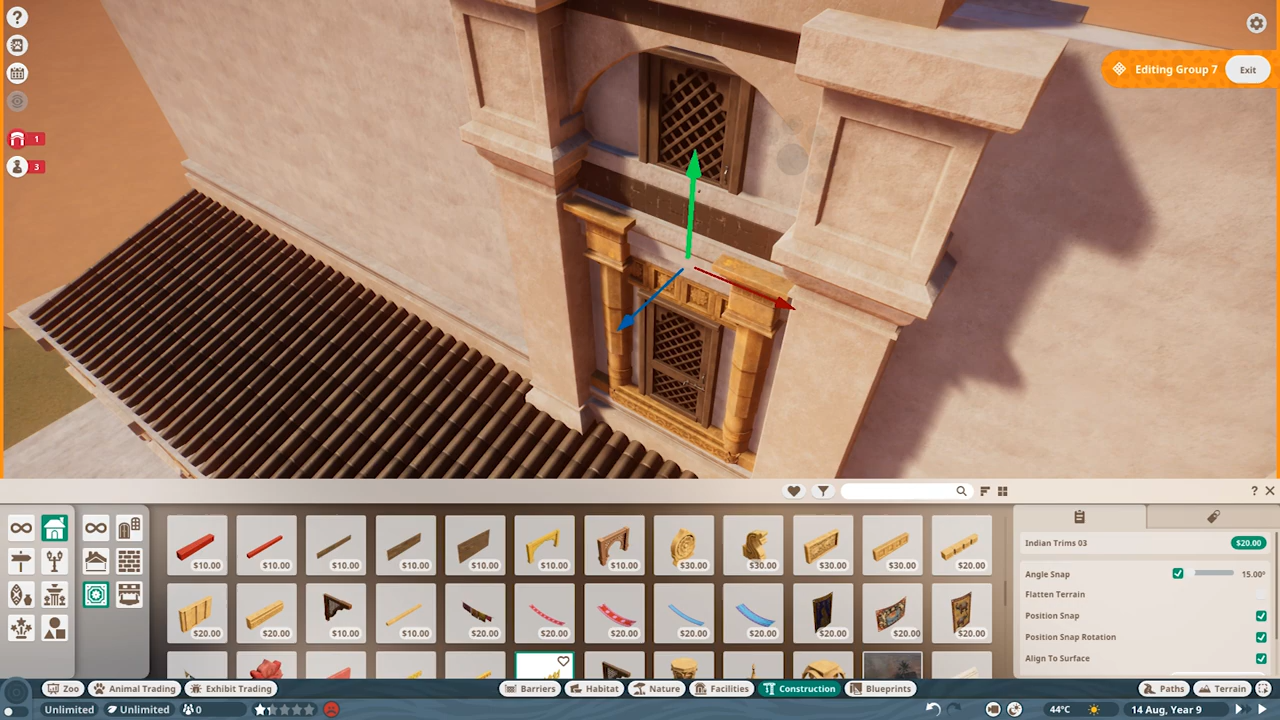 ?
Editing Group 7
Exit
1
3
? ×
$10.00 $10.00 $10.00 $10.00 $10.00 $10.00 $10.00 $30.00 $30.00 $30.00 $30.00 $20.00
$20.00 $20.00 $10.00 $10.00 $20.00 $20.00 $20.00 $20.00 $20.00 $20.00 $20.00 $20.00
Indian Trims 03 $20.00
Angle Snap 15.00°
Flatten Terrain
Position Snap
Position Snap Rotation
Align To Surface
Zoo Animal Trading Exhibit Trading Barriers Habitat Nature Facilities Construction Blueprints Paths Terrain
Unlimited Unlimited 0 44°C 14 Aug, Year 9